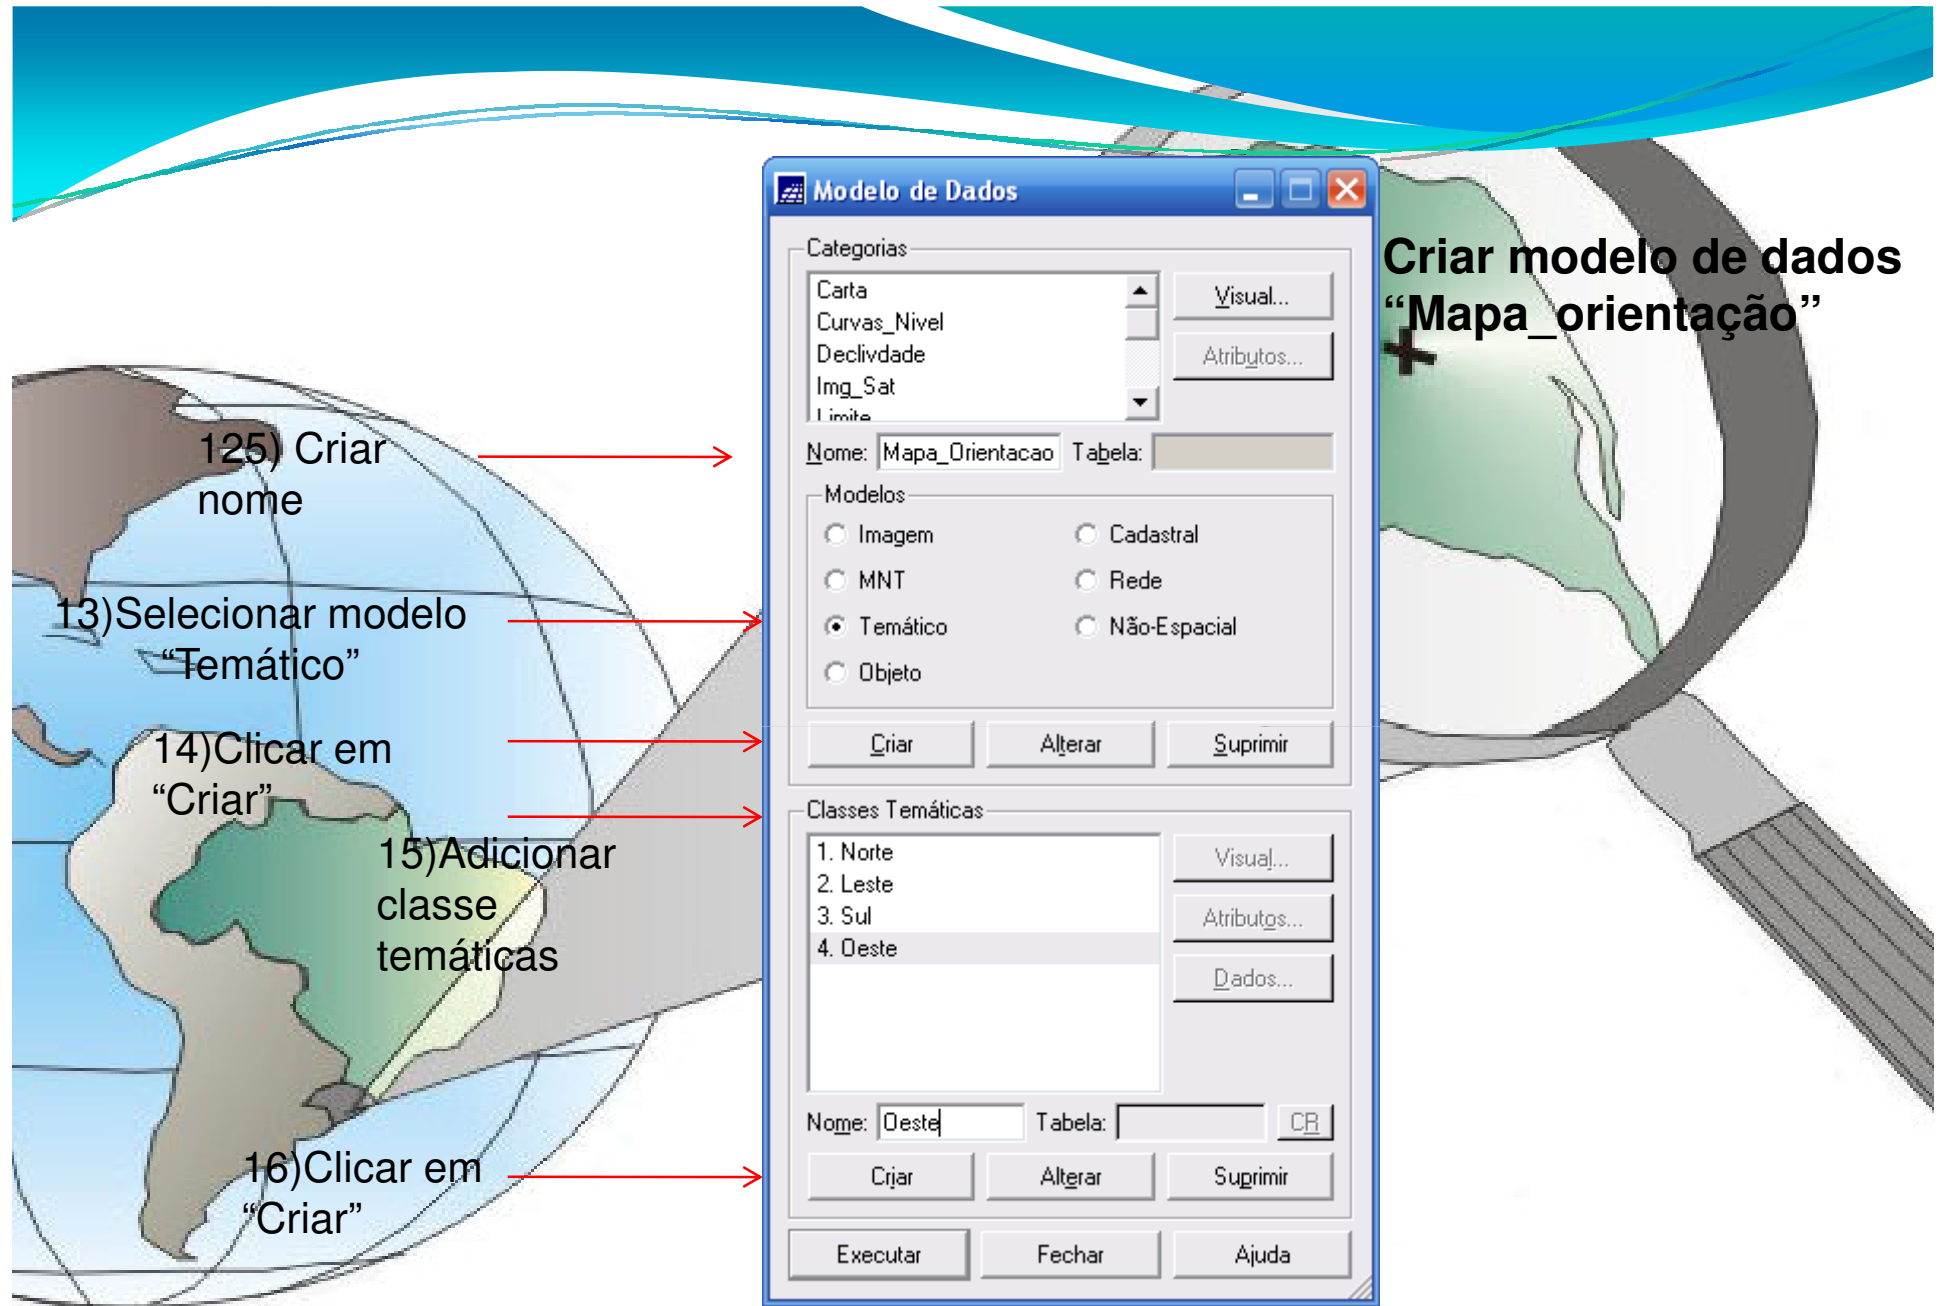 Modelo de Dados
Criar modelo de dados
“Mapa_orientação”
Categorias
Carta
Curvas_Nivel
Declivdade
Img_Sat
Limite
Visual...
Atributos...
125) Criar
nome
Nome: Mapa_Orientacao Tabela:
Modelos
Imagem Cadastral
MNT Rede
Temático Não-Espacial
Objeto
13)Selecionar modelo
“Temático”
14)Clicar em
“Criar”
Criar Alterar Suprimir
Classes Temáticas
15)Adicionar
classe
temáticas
1. Norte
2. Leste
3. Sul
4. Oeste
Visual...
Atributos...
Dados...
Nome: Oeste Tabela: CR
16)Clicar em
“Criar”
Criar Alterar Suprimir
Executar Fechar Ajuda